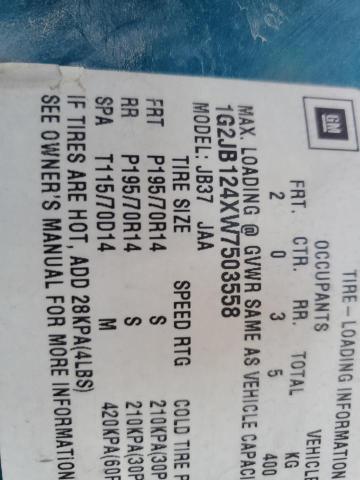 GM
TIRE-LOADING INFORMATION
OCCUPANTS VEHICLE
FRT. CTR. RR. TOTAL KG
2 0 3 5 400
MAX. LOADING @ GVWR SAME AS VEHICLE CAPACI
1G2JB124XW7503558
MODEL: JB37 JAA
TIRE SIZE SPEED RTG COLD TIRE P
FRT P195/70R14 S 210KPA(30P
RR P195/70R14 S 210KPA(30P
SPA T115/70D14 M 420KPA(60P
IF TIRES ARE HOT, ADD 28KPA(4LBS)
SEE OWNER'S MANUAL FOR MORE INFORMATION